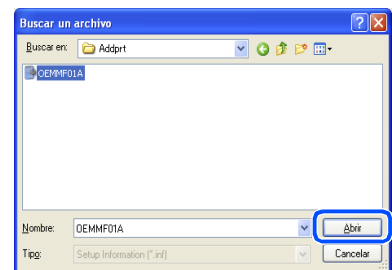 Buscar un archivo
Buscar en: Addprt
OEMMF01A
Nombre: OEMMF01A Abrir
Tipo: Setup Information (*.inf) Cancelar